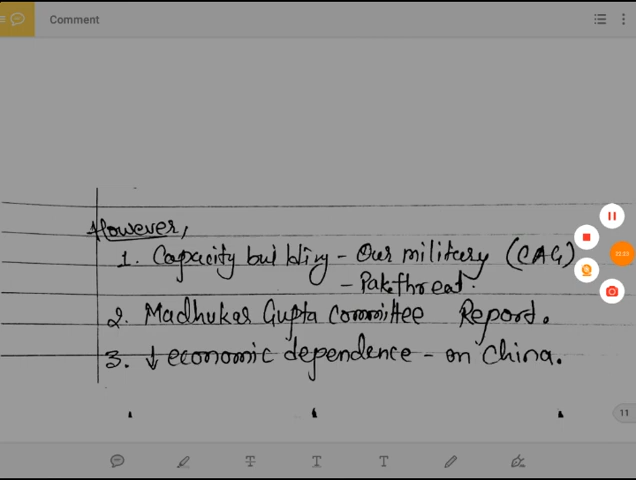 Comment
However,
1. Capacity building - Our military (CAG)
- Pak threat.
2. Madhukar Gupta Committee Report.
3. ↓ economic dependence - on China.
11